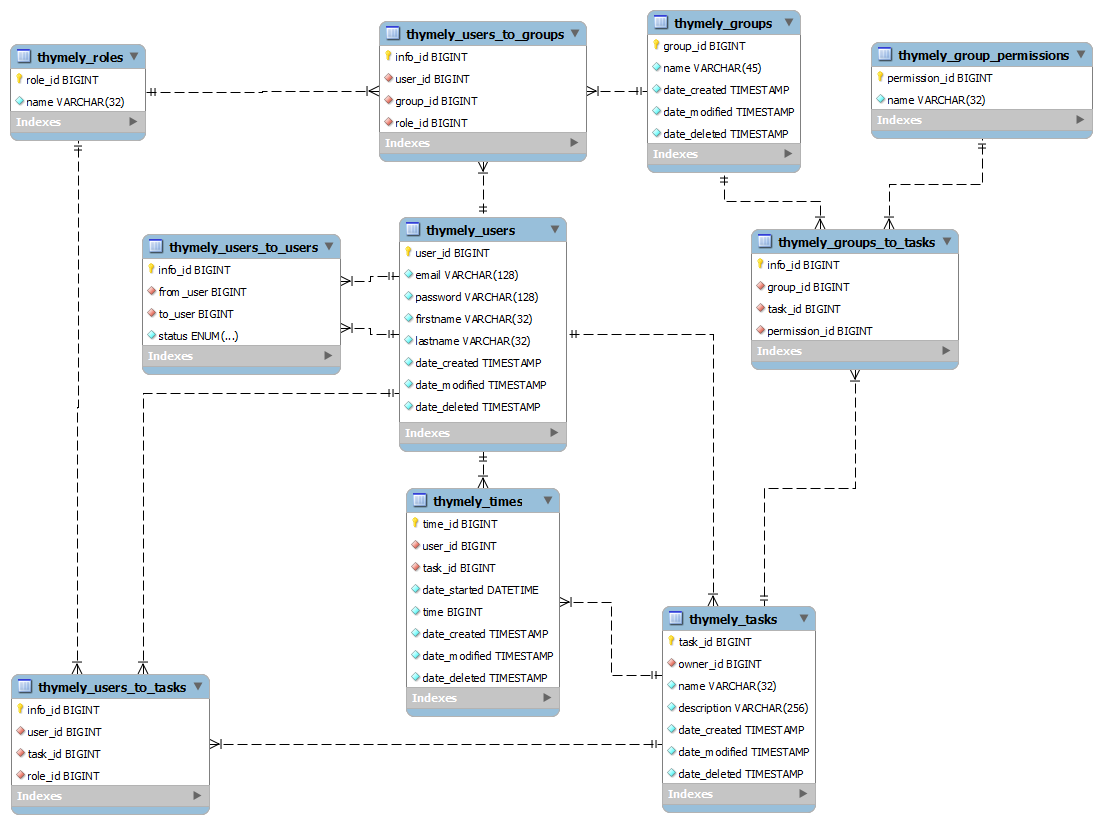 thymely_roles
role_id BIGINT
name VARCHAR(32)
Indexes
thymely_users_to_groups
info_id BIGINT
user_id BIGINT
group_id BIGINT
role_id BIGINT
Indexes
thymely_groups
group_id BIGINT
name VARCHAR(45)
date_created TIMESTAMP
date_modified TIMESTAMP
date_deleted TIMESTAMP
Indexes
thymely_group_permissions
permission_id BIGINT
name VARCHAR(32)
Indexes
thymely_users_to_users
info_id BIGINT
from_user BIGINT
to_user BIGINT
status ENUM(...)
Indexes
thymely_users
user_id BIGINT
email VARCHAR(128)
password VARCHAR(128)
firstname VARCHAR(32)
lastname VARCHAR(32)
date_created TIMESTAMP
date_modified TIMESTAMP
date_deleted TIMESTAMP
Indexes
thymely_groups_to_tasks
info_id BIGINT
group_id BIGINT
task_id BIGINT
permission_id BIGINT
Indexes
thymely_times
time_id BIGINT
user_id BIGINT
task_id BIGINT
date_started DATETIME
time BIGINT
date_created TIMESTAMP
date_modified TIMESTAMP
date_deleted TIMESTAMP
Indexes
thymely_tasks
task_id BIGINT
owner_id BIGINT
name VARCHAR(32)
description VARCHAR(256)
date_created TIMESTAMP
date_modified TIMESTAMP
date_deleted TIMESTAMP
Indexes
thymely_users_to_tasks
info_id BIGINT
user_id BIGINT
task_id BIGINT
role_id BIGINT
Indexes